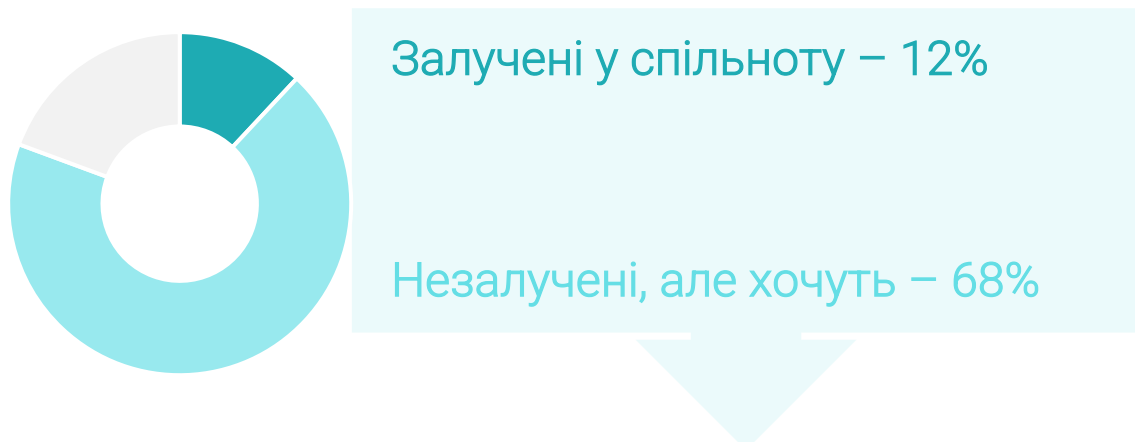 Залучені у спільноту – 12%
Незалучені, але хочуть – 68%